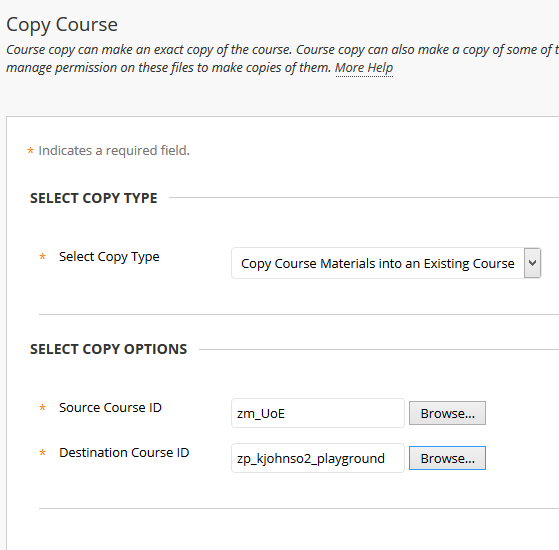 Copy Course
Course copy can make an exact copy of the course. Course copy can also make a copy of some of
manage permission on these files to make copies of them. More Help
* Indicates a required field.
SELECT COPY TYPE
* Select Copy Type
Copy Course Materials into an Existing Course
SELECT COPY OPTIONS
* Source Course ID
zm_UoE
Browse...
* Destination Course ID
zp_kjohnso2_playground
Browse...